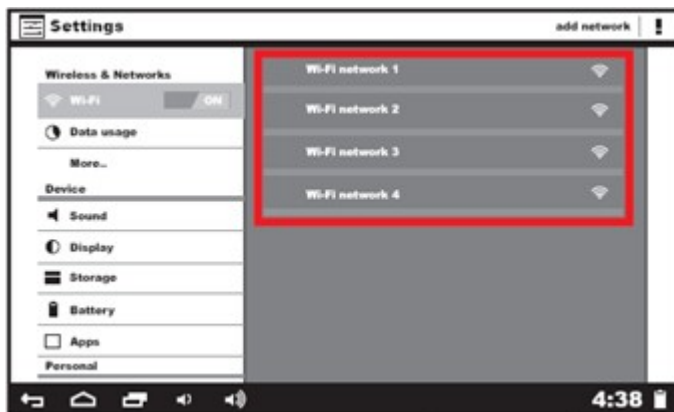 Settings
add network
Wireless & Networks
Wi-Fi
ON
Data usage
More...
Device
Sound
Display
Storage
Battery
Apps
Personal
Wi-Fi network 1
Wi-Fi network 2
Wi-Fi network 3
Wi-Fi network 4
4:38